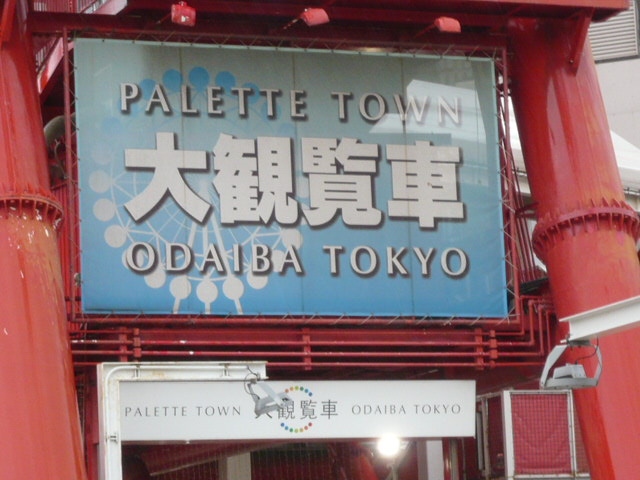 PALETTE TOWN
大観覧車
ODAIBA TOKYO
PALETTE TOWN 大観覧車 ODAIBA TOKYO